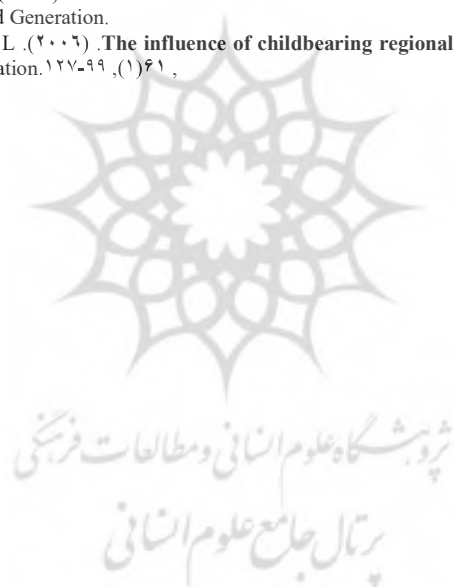 d Generation.
L .(۲۰۰۶) .The influence of childbearing regional
ation.۱۲۷-۹۹ ,(۱)۶۱ ,
پژوهشگاه علوم انسانی و مطالعات فرهنگی
پرتال جامع علوم انسانی